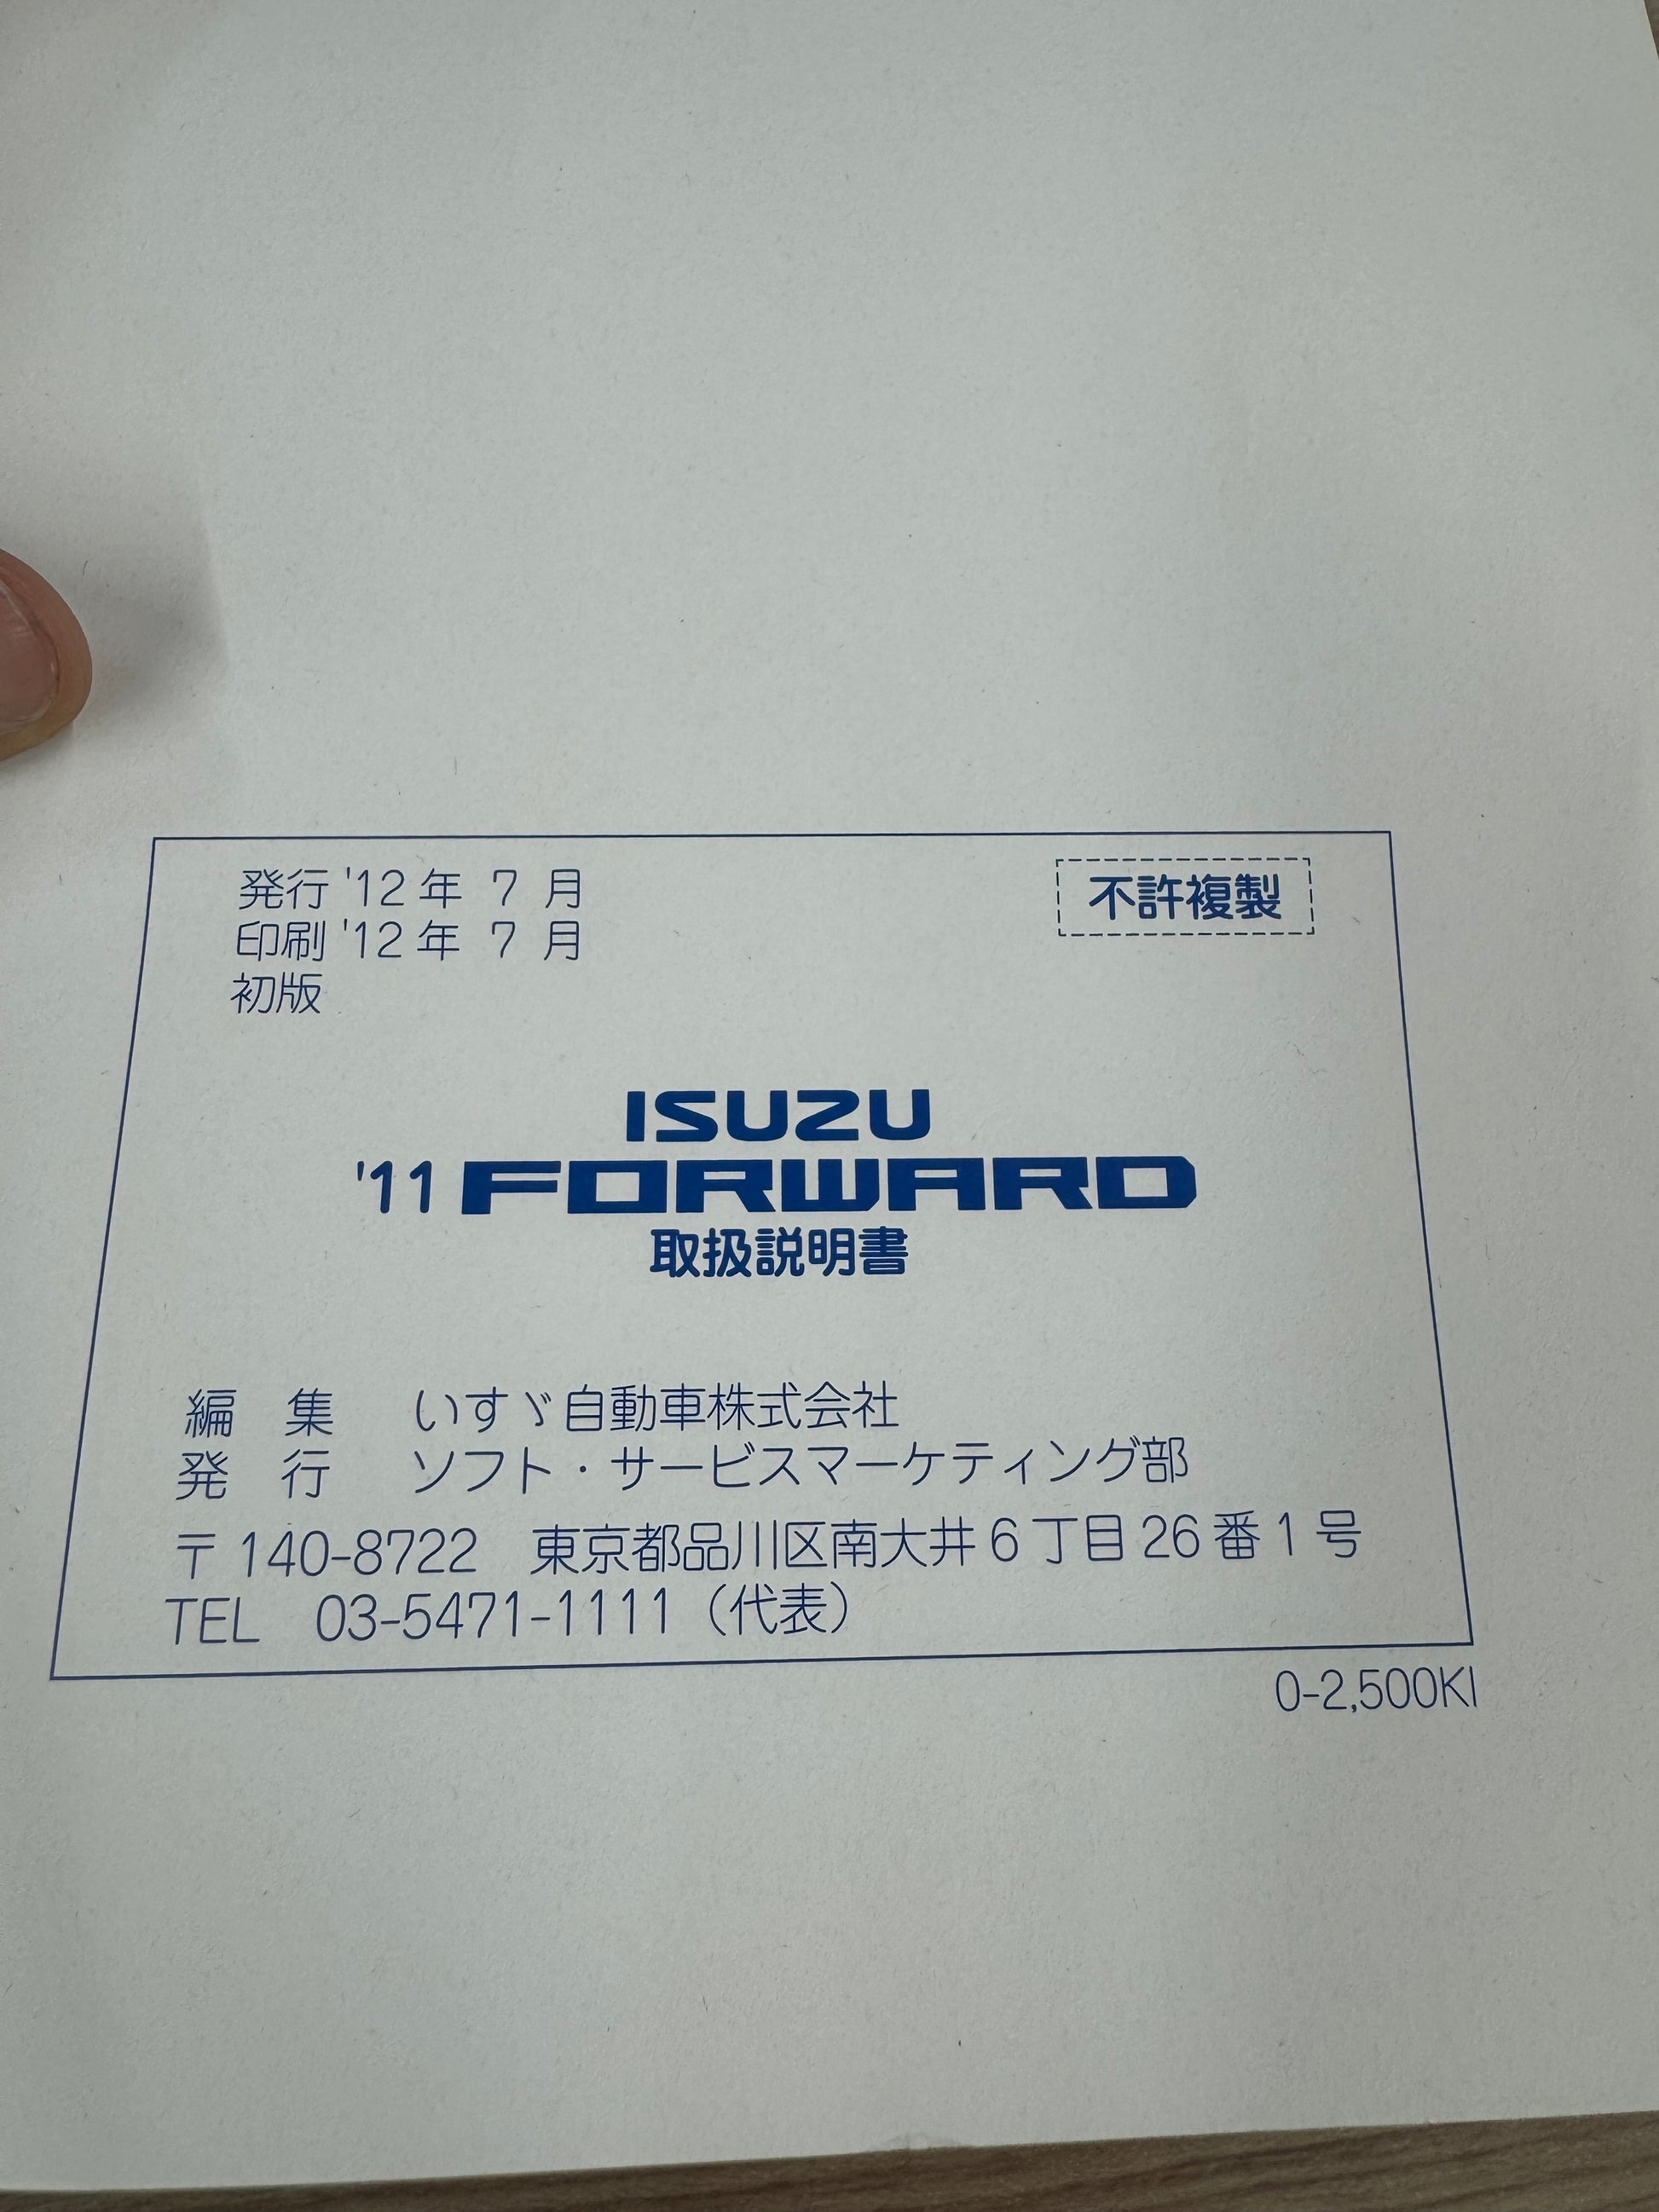 発行 '12 年 7 月
不許複製
印刷 '12 年 7 月
初版
ISUZU
'11 FORWARD
取扱説明書
編 集 いすゞ自動車株式会社
発 行 ソフト・サービスマーケティング部
〒 140-8722 東京都品川区南大井 6 丁目 26 番 1 号
TEL 03-5471-1111（代表）
0-2,500KI